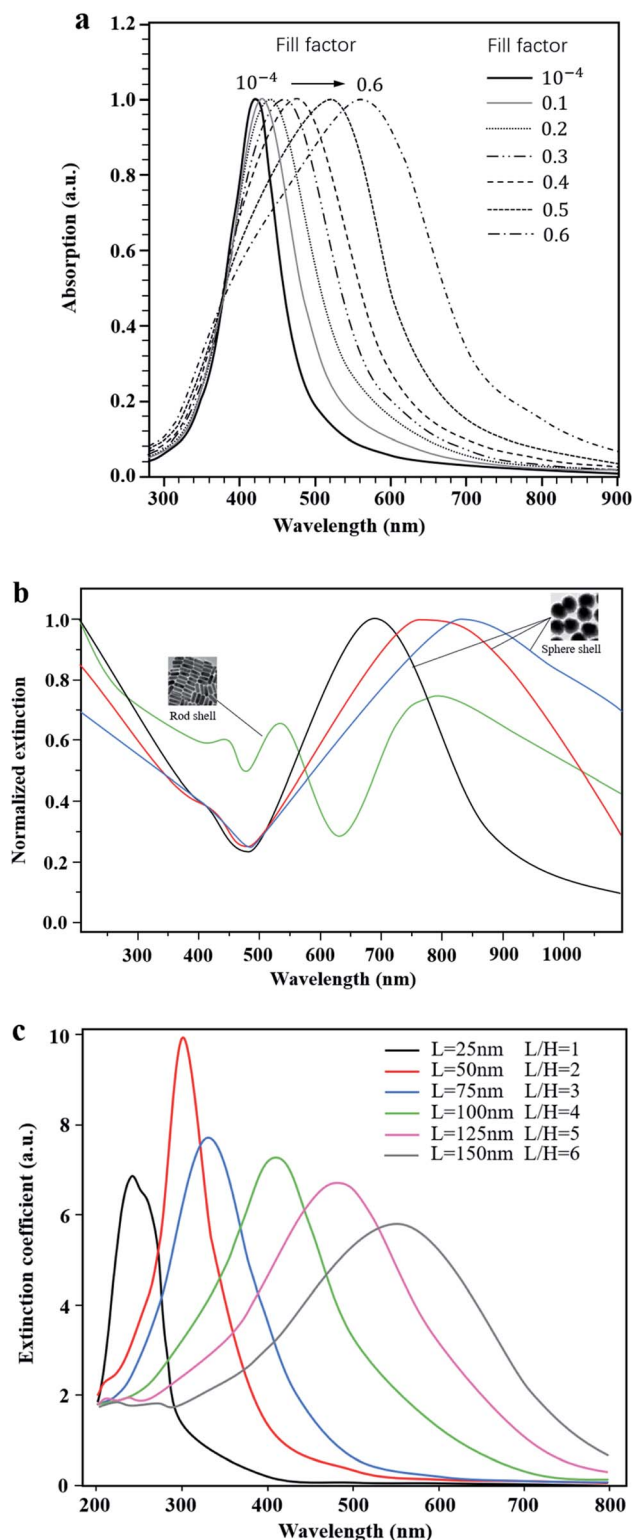 a
Fill factor
10⁻⁴ 0.6
Fill factor
10⁻⁴
0.1
0.2
0.3
0.4
0.5
0.6
1.2
1.0
0.8
0.6
0.4
0.2
0.0
Absorption (a.u.)
300 400 500 600 700 800 900
Wavelength (nm)
b
Rod shell
Sphere shell
1.0
0.8
0.6
0.4
0.2
0.0
Normalized extinction
300 400 500 600 700 800 900 1000
Wavelength (nm)
c
L=25nm L/H=1
L=50nm L/H=2
L=75nm L/H=3
L=100nm L/H=4
L=125nm L/H=5
L=150nm L/H=6
10
8
6
4
2
0
Extinction coefficient (a.u.)
200 300 400 500 600 700 800
Wavelength (nm)